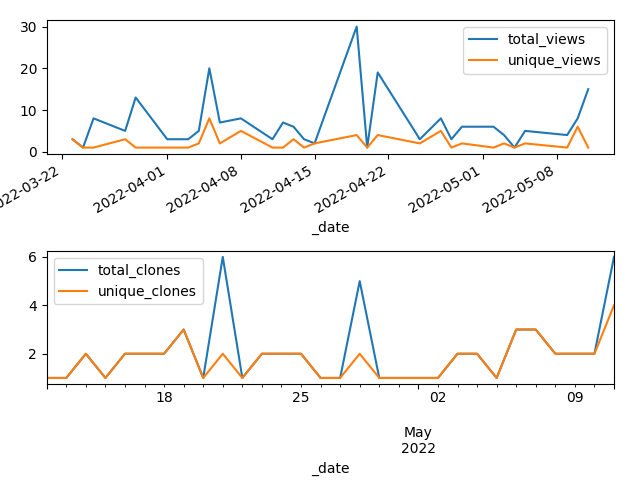 30
20
10
0
total_views
unique_views
022-03-22
2022-04-01
2022-04-08
2022-04-15
2022-04-22
2022-05-01
2022-05-08
_date
6
4
2
total_clones
unique_clones
18
25
02
09
May
2022
_date